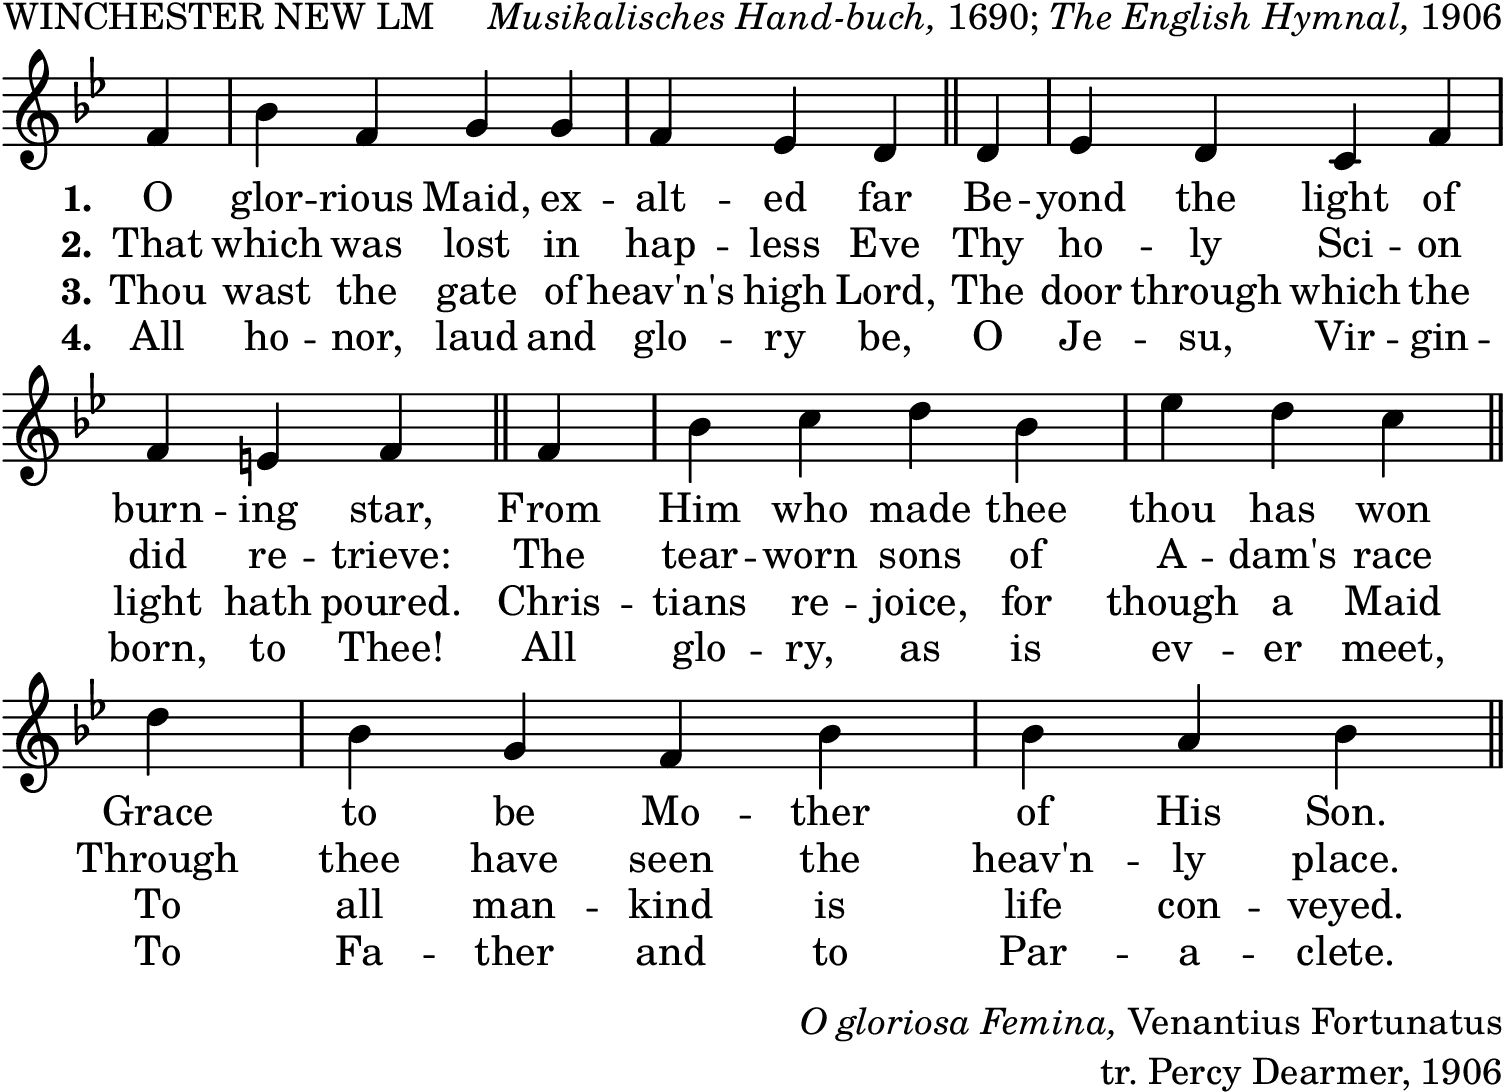 WINCHESTER NEW LM Musikalisches Hand-buch, 1690; The English Hymnal, 1906
1. O glor -- rious Maid, ex -- alt -- ed far Be -- yond the light of
2. That which was lost in hap -- less Eve Thy ho -- ly Sci -- on
3. Thou wast the gate of heav'n's high Lord, The door through which the
4. All ho -- nor, laud and glo -- ry be, O Je -- su, Vir -- gin --
burn -- ing star, From Him who made thee thou has won
did re -- trieve: The tear -- worn sons of A -- dam's race
light hath poured. Chris -- tians re -- joice, for though a Maid
born, to Thee! All glo -- ry, as is ev -- er meet,
Grace to be Mo -- ther of His Son.
Through thee have seen the heav'n -- ly place.
To all man -- kind is life con -- veyed.
To Fa -- ther and to Par -- a -- clete.
O gloriosa Femina, Venantius Fortunatus
tr. Percy Dearmer, 1906